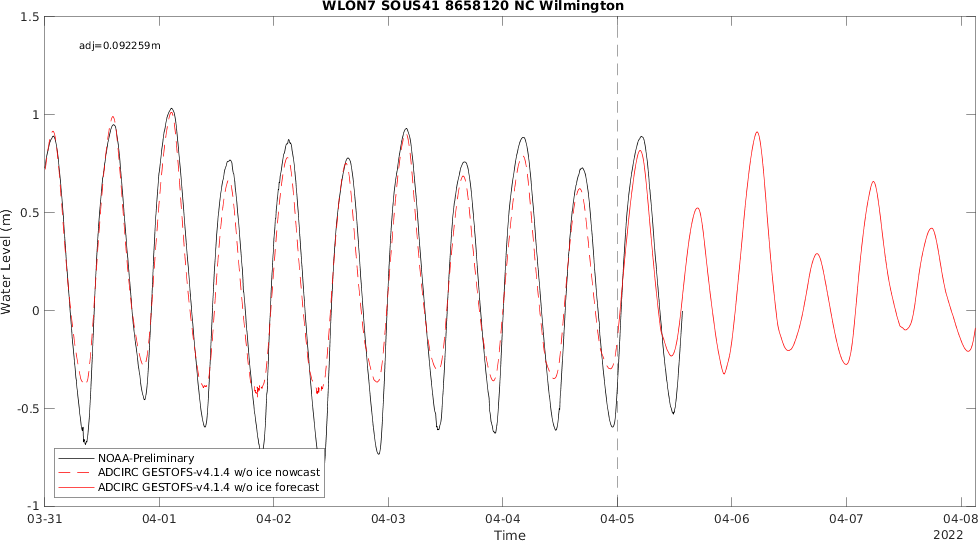 WLON7 SOUS41 8658120 NC Wilmington
adj=0.092259m
1.5
1
0.5
0
-0.5
-1
Water Level (m)
NOAA-Preliminary
ADCIRC GESTOFS-v4.1.4 w/o ice nowcast
ADCIRC GESTOFS-v4.1.4 w/o ice forecast
03-31 04-01 04-02 04-03 04-04 04-05 04-06 04-07 04-08
Time
2022